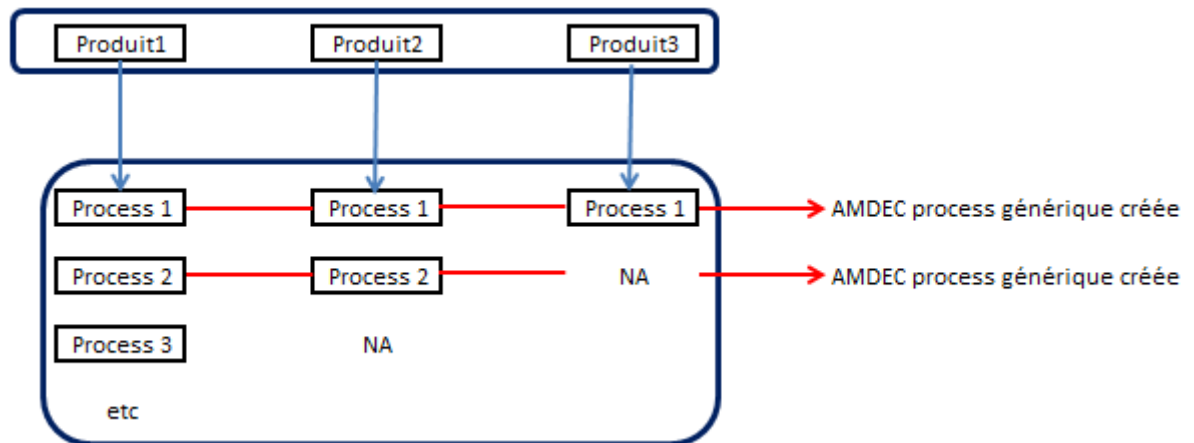 Produit1 Produit2 Produit3
Process 1 Process 1 Process 1 AMDEC process générique créée
Process 2 Process 2 NA AMDEC process générique créée
Process 3 NA
etc